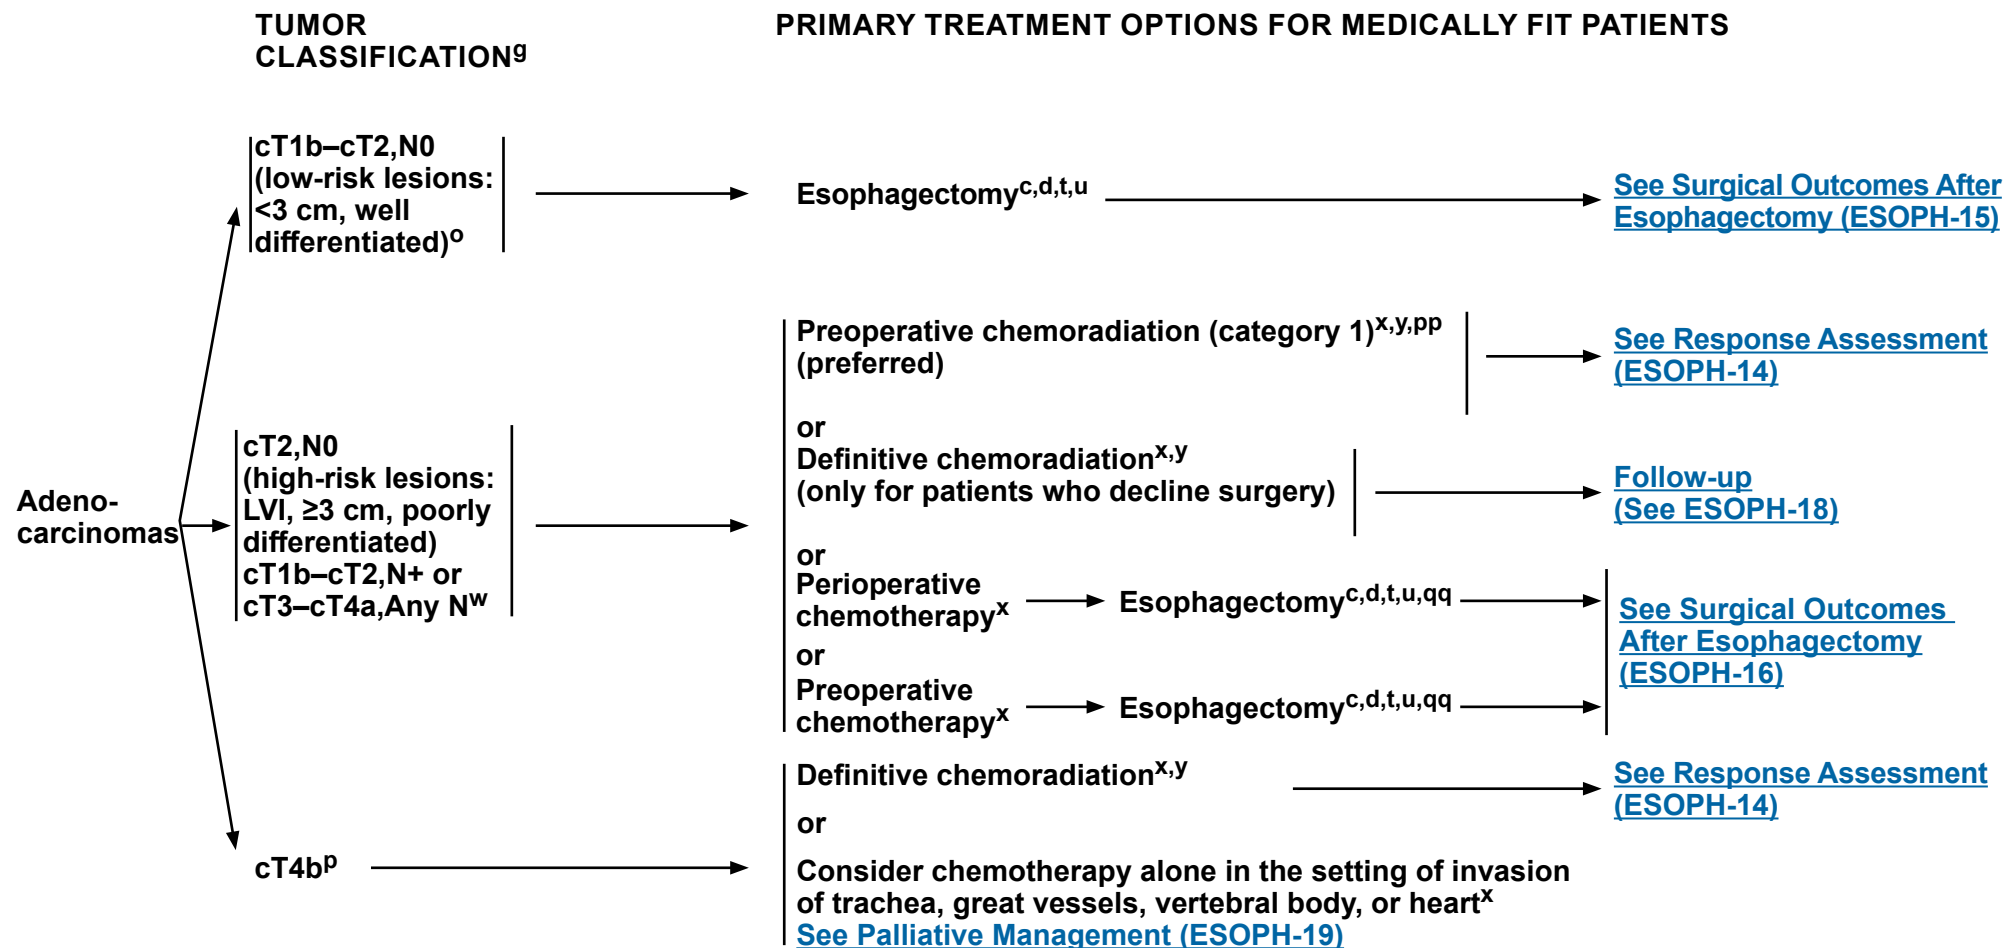 TUMOR
CLASSIFICATIONg
PRIMARY TREATMENT OPTIONS FOR MEDICALLY FIT PATIENTS
Adeno-
carcinomas
cT1b–cT2,N0
(low-risk lesions:
<3 cm, well
differentiated)o
Esophagectomyc,d,t,u
See Surgical Outcomes After
Esophagectomy (ESOPH-15)
cT2,N0
(high-risk lesions:
LVI, ≥3 cm, poorly
differentiated)
cT1b–cT2,N+ or
cT3–cT4a,Any Nw
Preoperative chemoradiation (category 1)x,y,pp
(preferred)
See Response Assessment
(ESOPH-14)
or
Definitive chemoradiationx,y
(only for patients who decline surgery)
Follow-up
(See ESOPH-18)
or
Perioperative
chemotherapyx
Esophagectomyc,d,t,u,qq
or
Preoperative
chemotherapyx
Esophagectomyc,d,t,u,qq
See Surgical Outcomes
After Esophagectomy
(ESOPH-16)
cT4bp
Definitive chemoradiationx,y
See Response Assessment
(ESOPH-14)
or
Consider chemotherapy alone in the setting of invasion
of trachea, great vessels, vertebral body, or heartx
See Palliative Management (ESOPH-19)